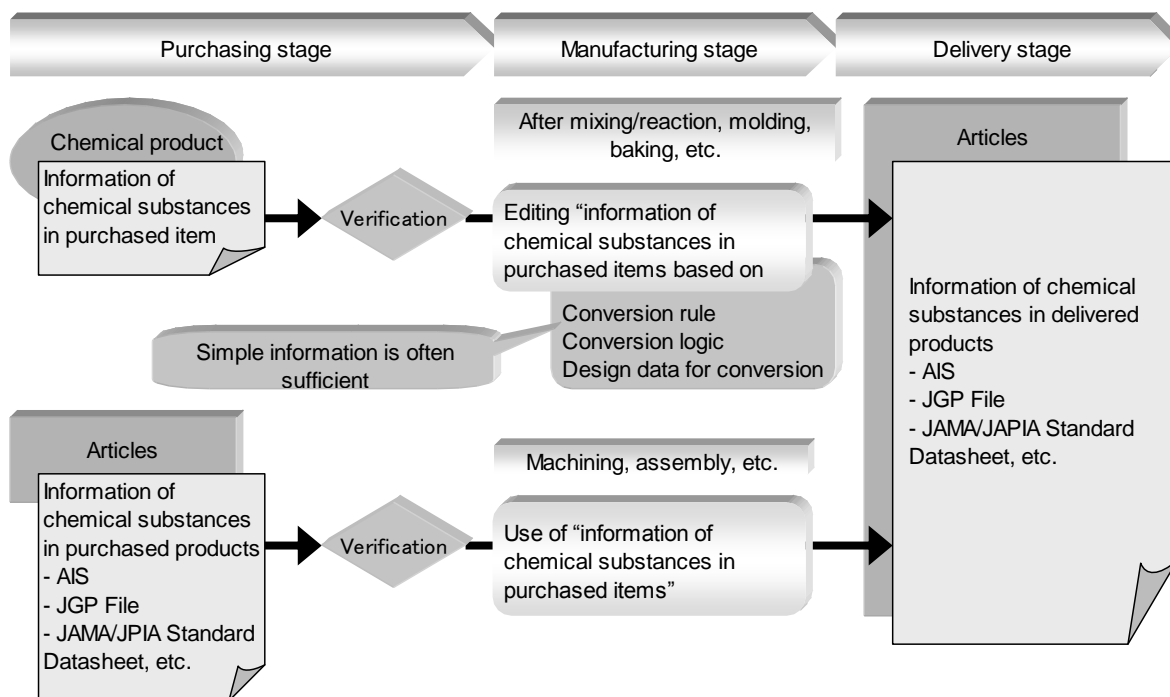 Purchasing stage
Manufacturing stage
Delivery stage
Chemical product
Information of
chemical substances
in purchased item
Verification
After mixing/reaction, molding,
baking, etc.
Editing “information of
chemical substances in
purchased items based on
Conversion rule
Conversion logic
Design data for conversion
Simple information is often
sufficient
Articles
Information of
chemical substances
in purchased products
- AIS
- JGP File
- JAMA/JPIA Standard
Datasheet, etc.
Verification
Machining, assembly, etc.
Use of “information of
chemical substances in
purchased items”
Articles
Information of chemical
substances in delivered
products
- AIS
- JGP File
- JAMA/JAPIA Standard
Datasheet, etc.